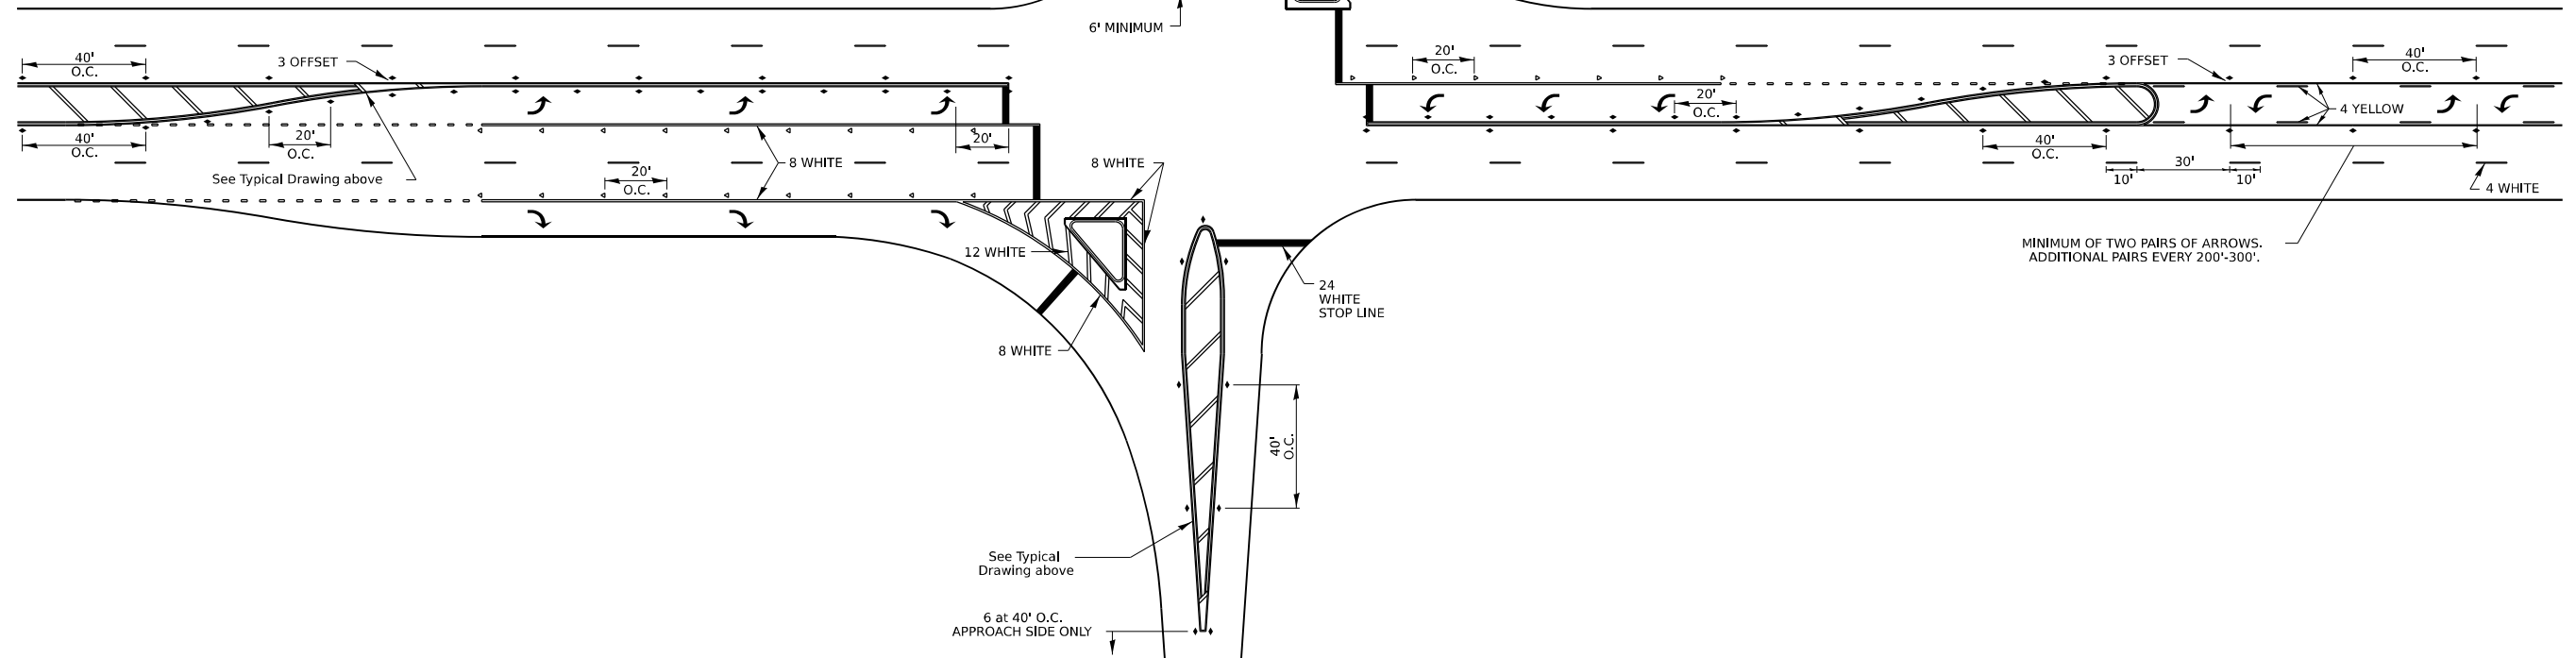 6' MINIMUM
40'
O.C.
3 OFFSET
20'
O.C.
3 OFFSET
40'
O.C.
20'
O.C.
4 YELLOW
40'
O.C.
20'
O.C.
See Typical Drawing above
20'
O.C.
8 WHITE
20'
8 WHITE
40'
O.C.
10'
30'
10'
4 WHITE
12 WHITE
MINIMUM OF TWO PAIRS OF ARROWS.
ADDITIONAL PAIRS EVERY 200'-300'.
24
WHITE
STOP LINE
8 WHITE
40'
O.C.
See Typical
Drawing above
6 at 40' O.C.
APPROACH SIDE ONLY